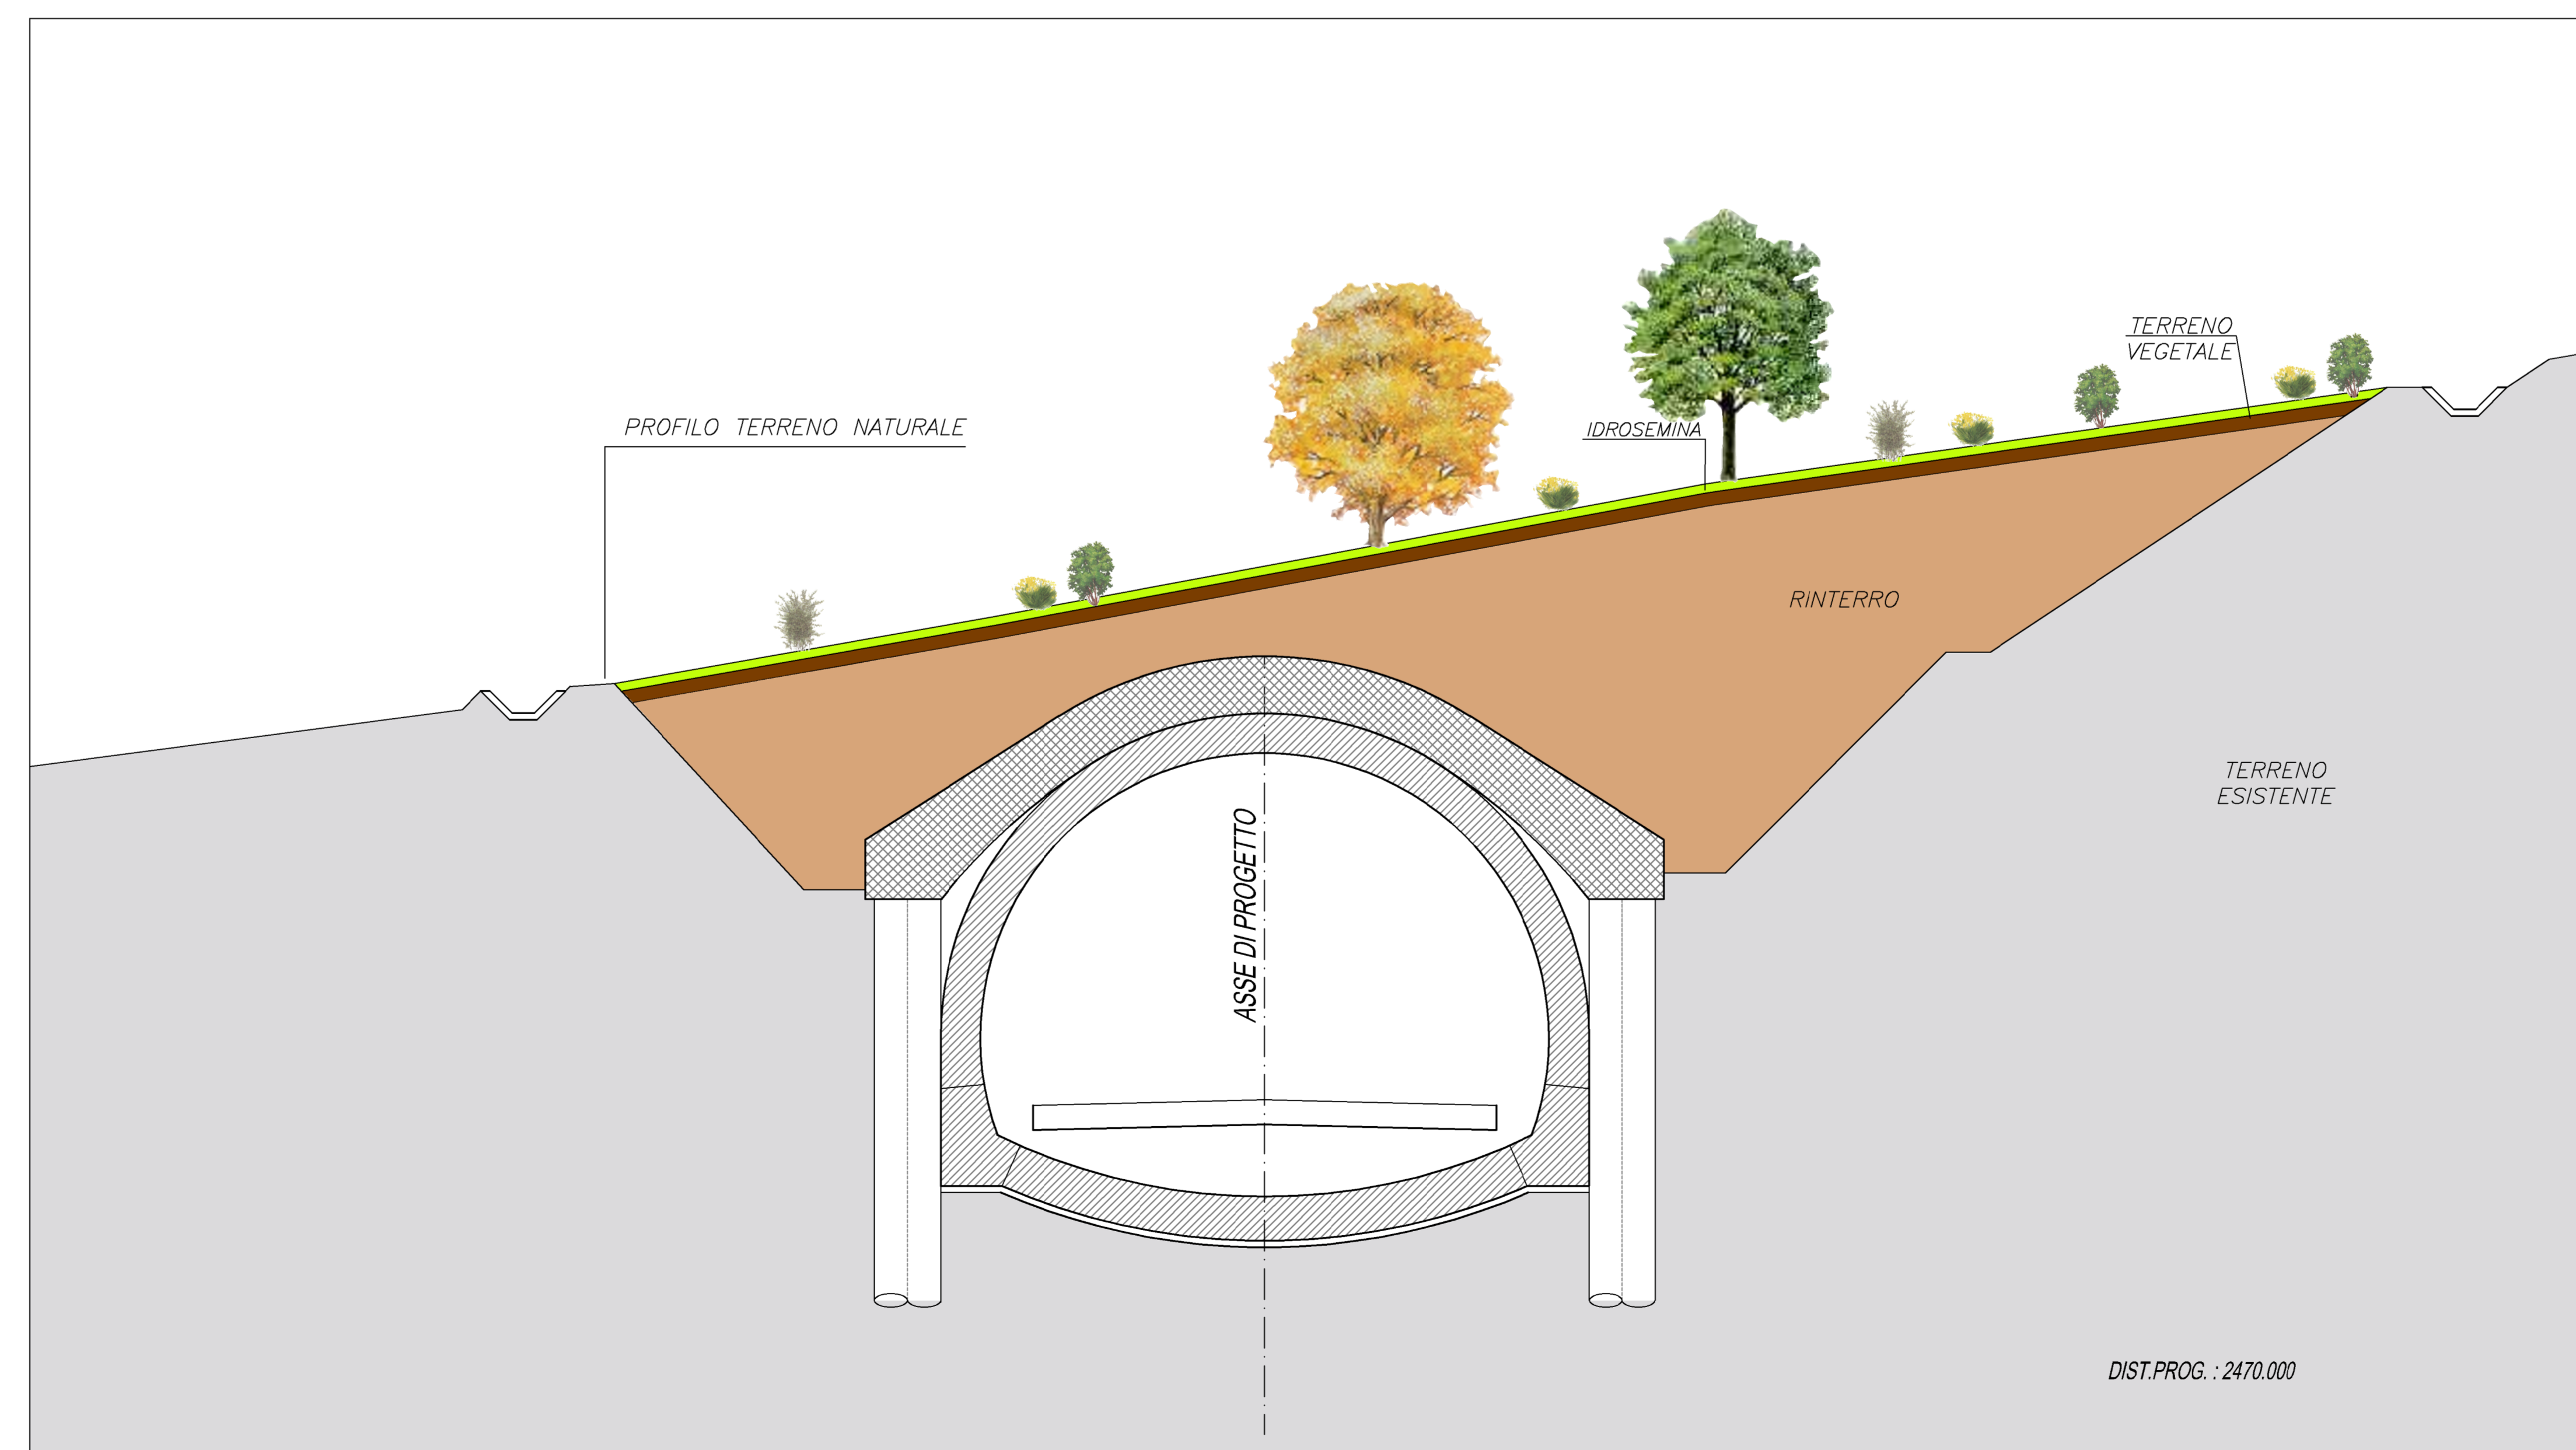 TERRENO
VEGETALE
PROFILO TERRENO NATURALE
IDROSEMINA
RINTERRO
TERRENO
ESISTENTE
ASSE DI PROGETTO
DIST.PROG. : 2470.000